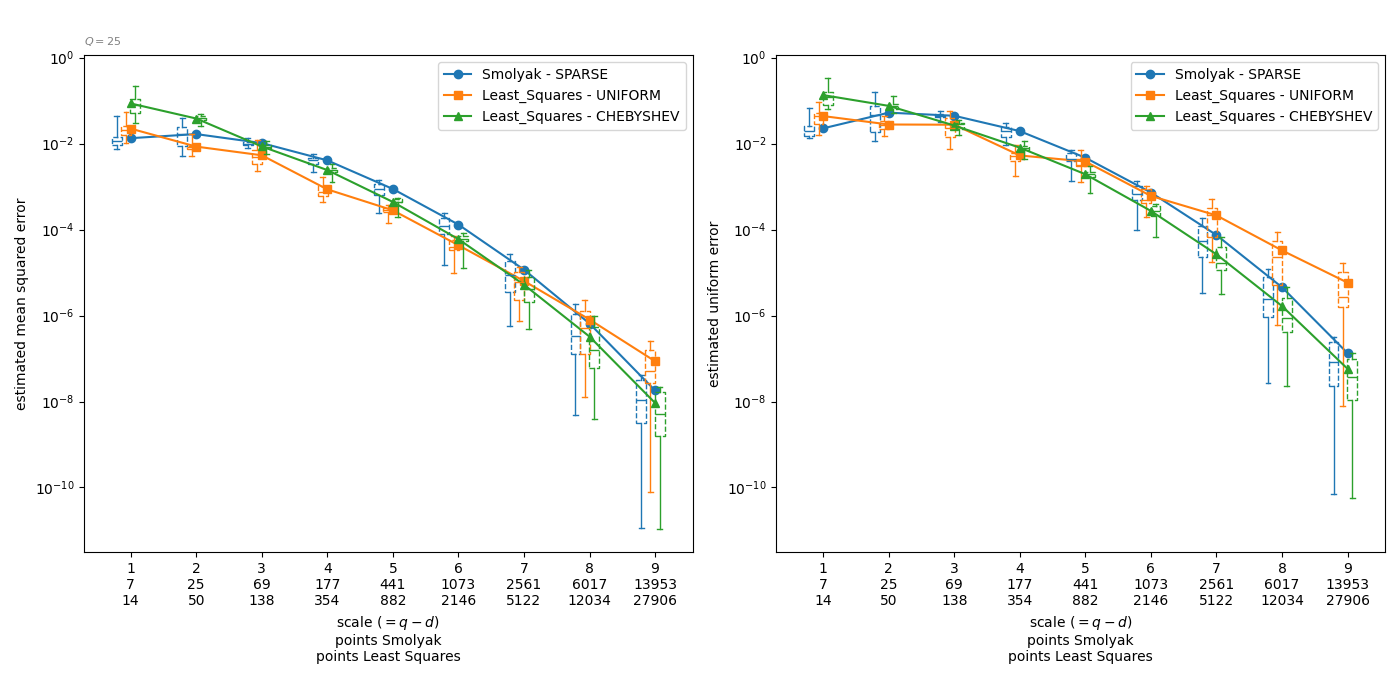 Q = 25
10^0
10^-2
10^-4
10^-6
10^-8
10^-10
estimated mean squared error
Smolyak - SPARSE
Least_Squares - UNIFORM
Least_Squares - CHEBYSHEV
1 2 3 4 5 6 7 8 9
7 25 69 177 441 1073 2561 6017 13953
14 50 138 354 882 2146 5122 12034 27906
scale (= q − d)
points Smolyak
points Least Squares
10^0
10^-2
10^-4
10^-6
10^-8
10^-10
estimated uniform error
Smolyak - SPARSE
Least_Squares - UNIFORM
Least_Squares - CHEBYSHEV
1 2 3 4 5 6 7 8 9
7 25 69 177 441 1073 2561 6017 13953
14 50 138 354 882 2146 5122 12034 27906
scale (= q − d)
points Smolyak
points Least Squares